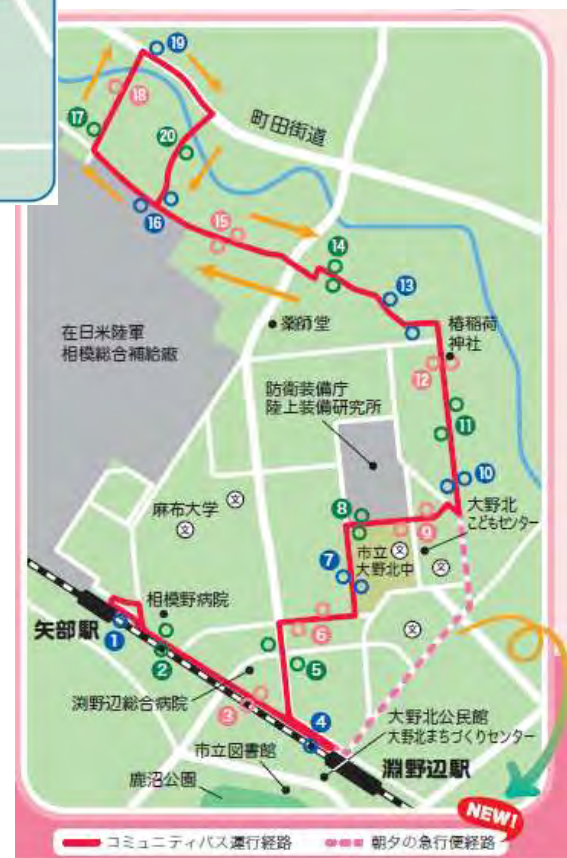 19
18
17
町田街道
20
16
15
14
在日米陸軍
相模総合補給廠
薬師堂
13
椿稲荷
神社
12
防衛装備庁
陸上装備研究所
11
10
麻布大学
文
文
8
9
大野北
こどもセンター
市立 文
大野北中
文
7
相模野病院
矢部駅
1
2
6
文
5
渕野辺総合病院
3
4
大野北公民館
大野北まちづくりセンター
市立図書館
淵野辺駅
鹿沼公園
NEW!
コミュニティバス運行経路
朝夕の急行便経路